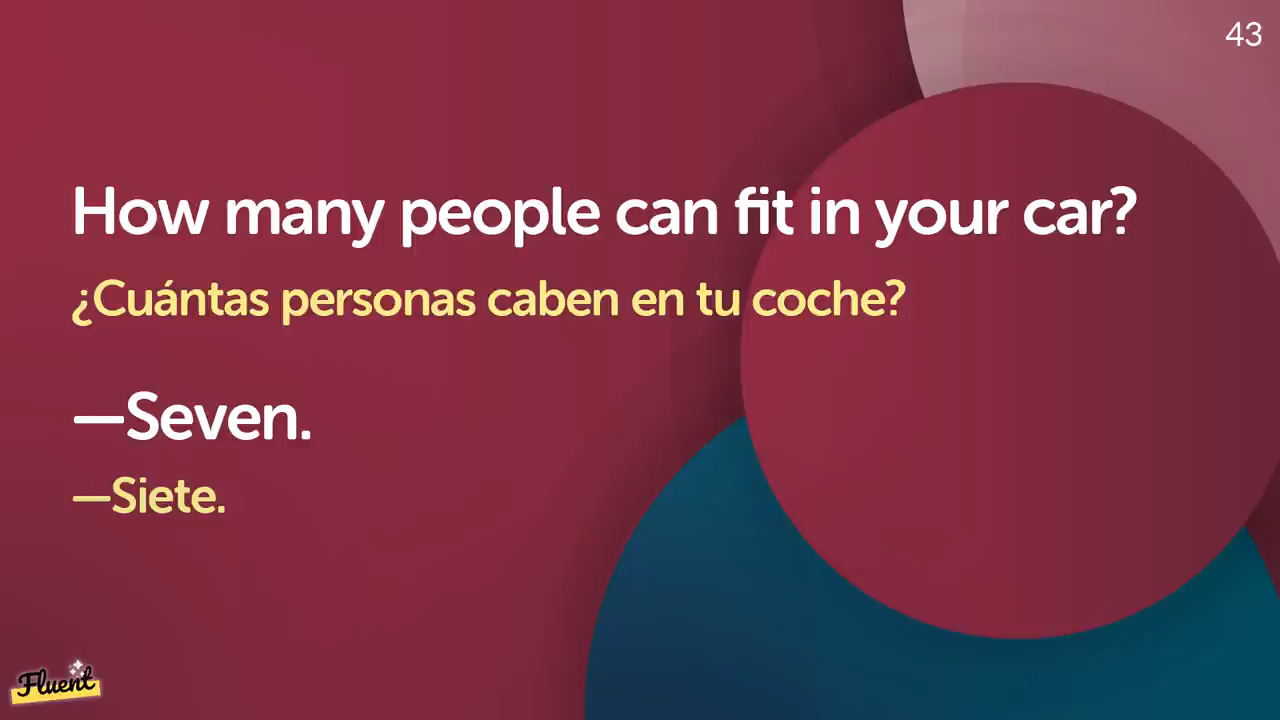 43
How many people can fit in your car?
¿Cuántas personas caben en tu coche?
—Seven.
—Siete.
Fluent